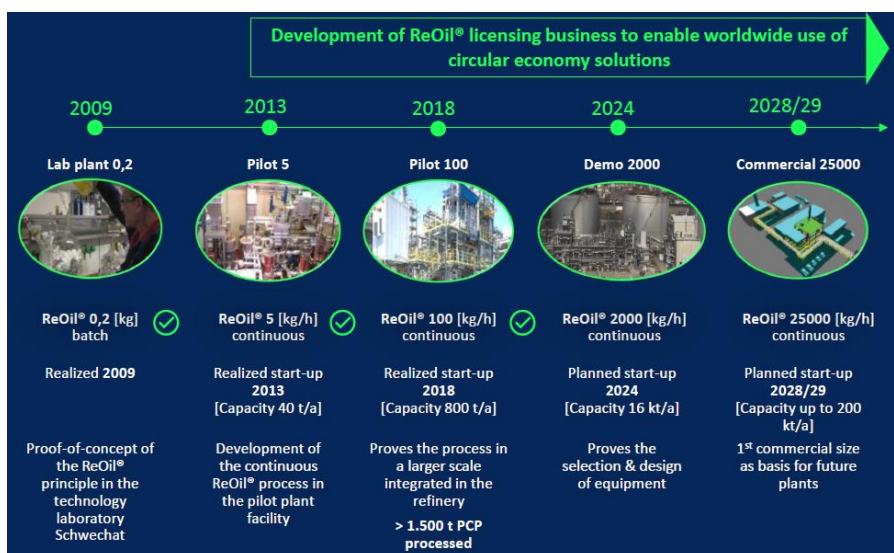 Development of ReOil® licensing business to enable worldwide use of
circular economy solutions
2009
2013
2018
2024
2028/29
Lab plant 0,2
Pilot 5
Pilot 100
Demo 2000
Commercial 25000
ReOil® 0,2 [kg]
batch
ReOil® 5 [kg/h]
continuous
ReOil® 100 [kg/h]
continuous
ReOil® 2000 [kg/h]
continuous
ReOil® 25000 [kg/h]
continuous
Realized 2009
Realized start-up
2013
[Capacity 40 t/a]
Realized start-up
2018
[Capacity 800 t/a]
Planned start-up
2024
[Capacity 16 kt/a]
Planned start-up
2028/29
[Capacity up to 200
kt/a]
Proof-of-concept of
the ReOil®
principle in the
technology
laboratory
Schwechat
Development of
the continuous
ReOil® process in
the pilot plant
facility
Proves the process in
a larger scale
integrated in the
refinery
> 1.500 t PCP
processed
Proves the
selection & design
of equipment
1st commercial size
as basis for future
plants